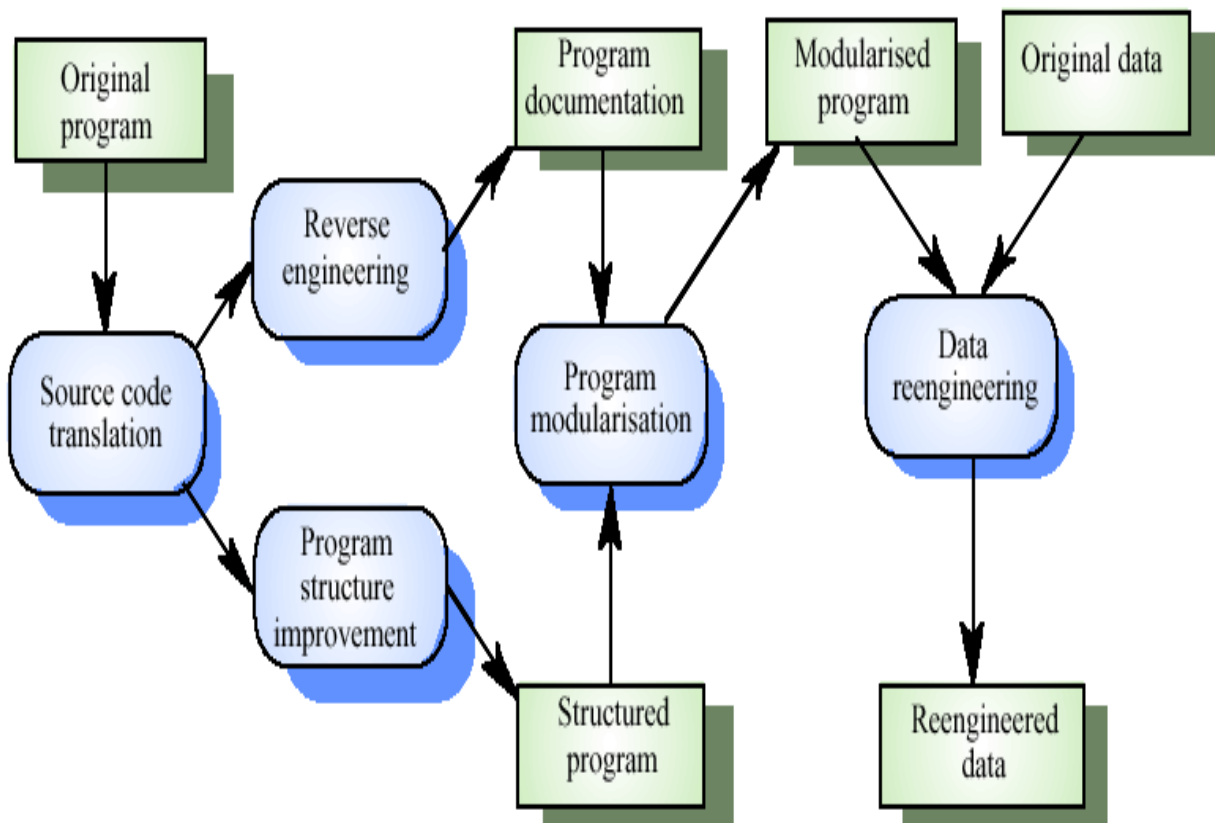 Original
program
Program
documentation
Modularised
program
Original data
Reverse
engineering
Source code
translation
Program
modularisation
Data
reengineering
Program
structure
improvement
Structured
program
Reengineered
data